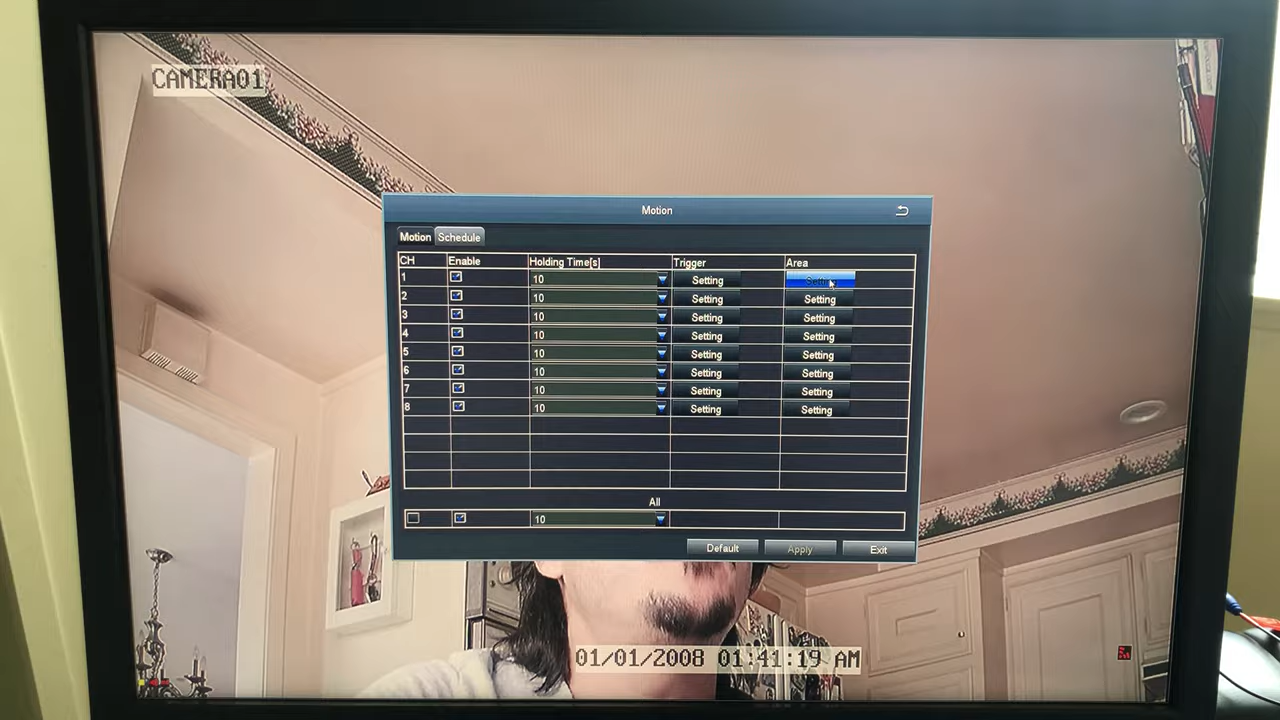 CAMERA01
Motion
Motion Schedule
CH Enable Holding Time[s] Trigger Area
1 10 Setting Setting
2 10 Setting Setting
3 10 Setting Setting
4 10 Setting Setting
5 10 Setting Setting
6 10 Setting Setting
7 10 Setting Setting
8 10 Setting Setting
All
10
Default Apply Exit
01/01/2008 01:41:19 AM